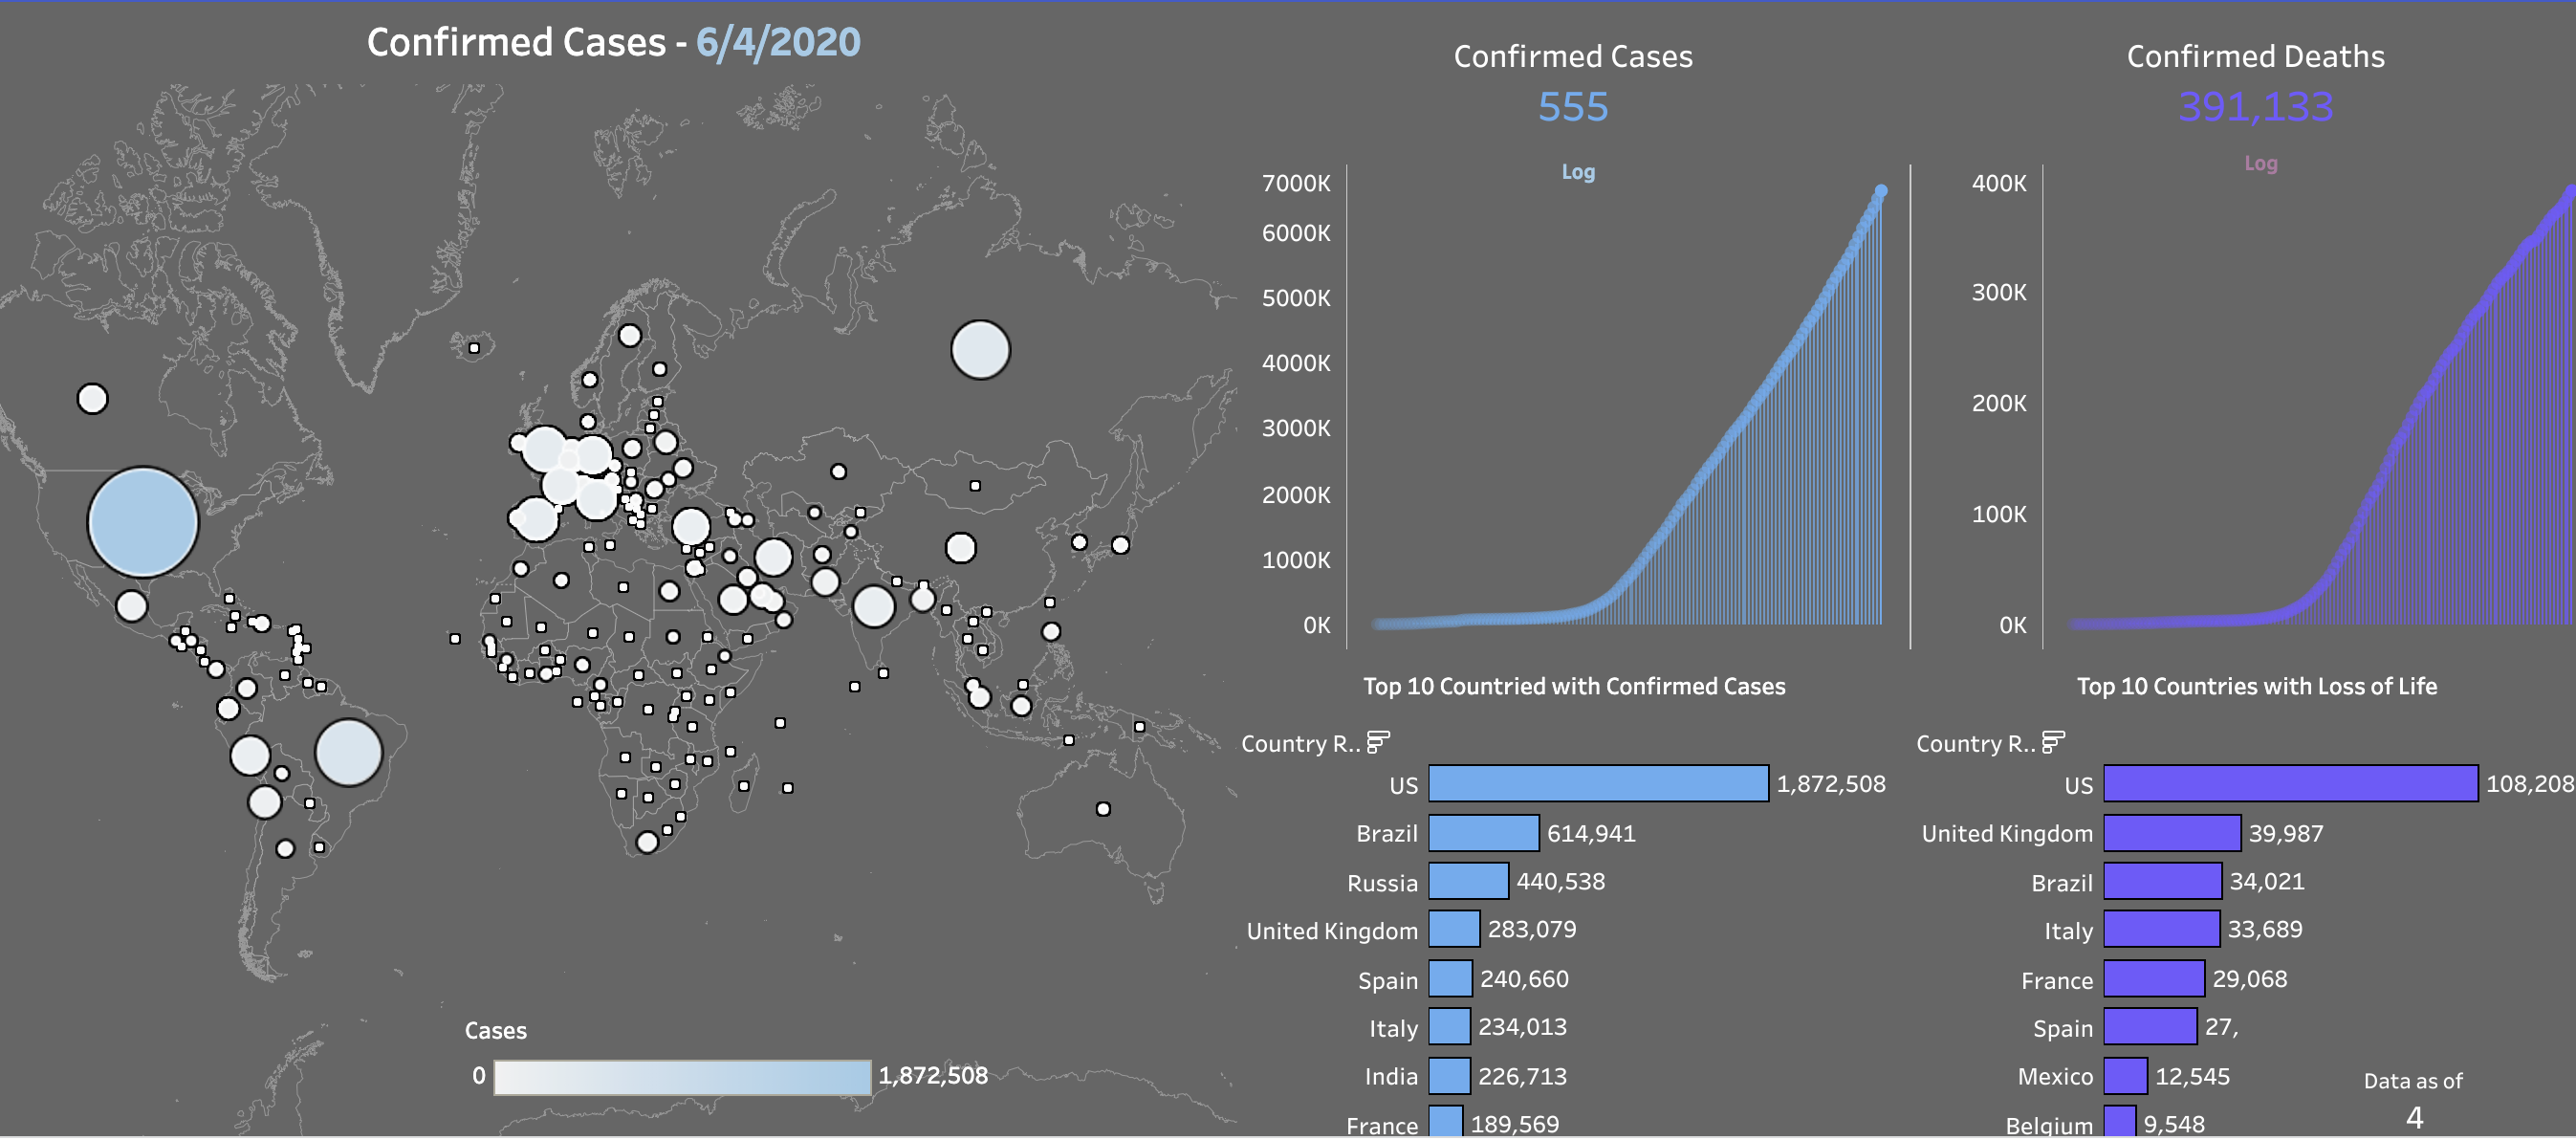 Confirmed Cases - 6/4/2020
Cases
0 1,872,508
Confirmed Cases
555
Log
7000K
6000K
5000K
4000K
3000K
2000K
1000K
0K
Confirmed Deaths
391,133
Log
400K
300K
200K
100K
0K
Top 10 Countried with Confirmed Cases
Country R..
US 1,872,508
Brazil 614,941
Russia 440,538
United Kingdom 283,079
Spain 240,660
Italy 234,013
India 226,713
France 189,569
Top 10 Countries with Loss of Life
Country R..
US 108,208
United Kingdom 39,987
Brazil 34,021
Italy 33,689
France 29,068
Spain 27,
Mexico 12,545
Belgium 9,548
Data as of
4